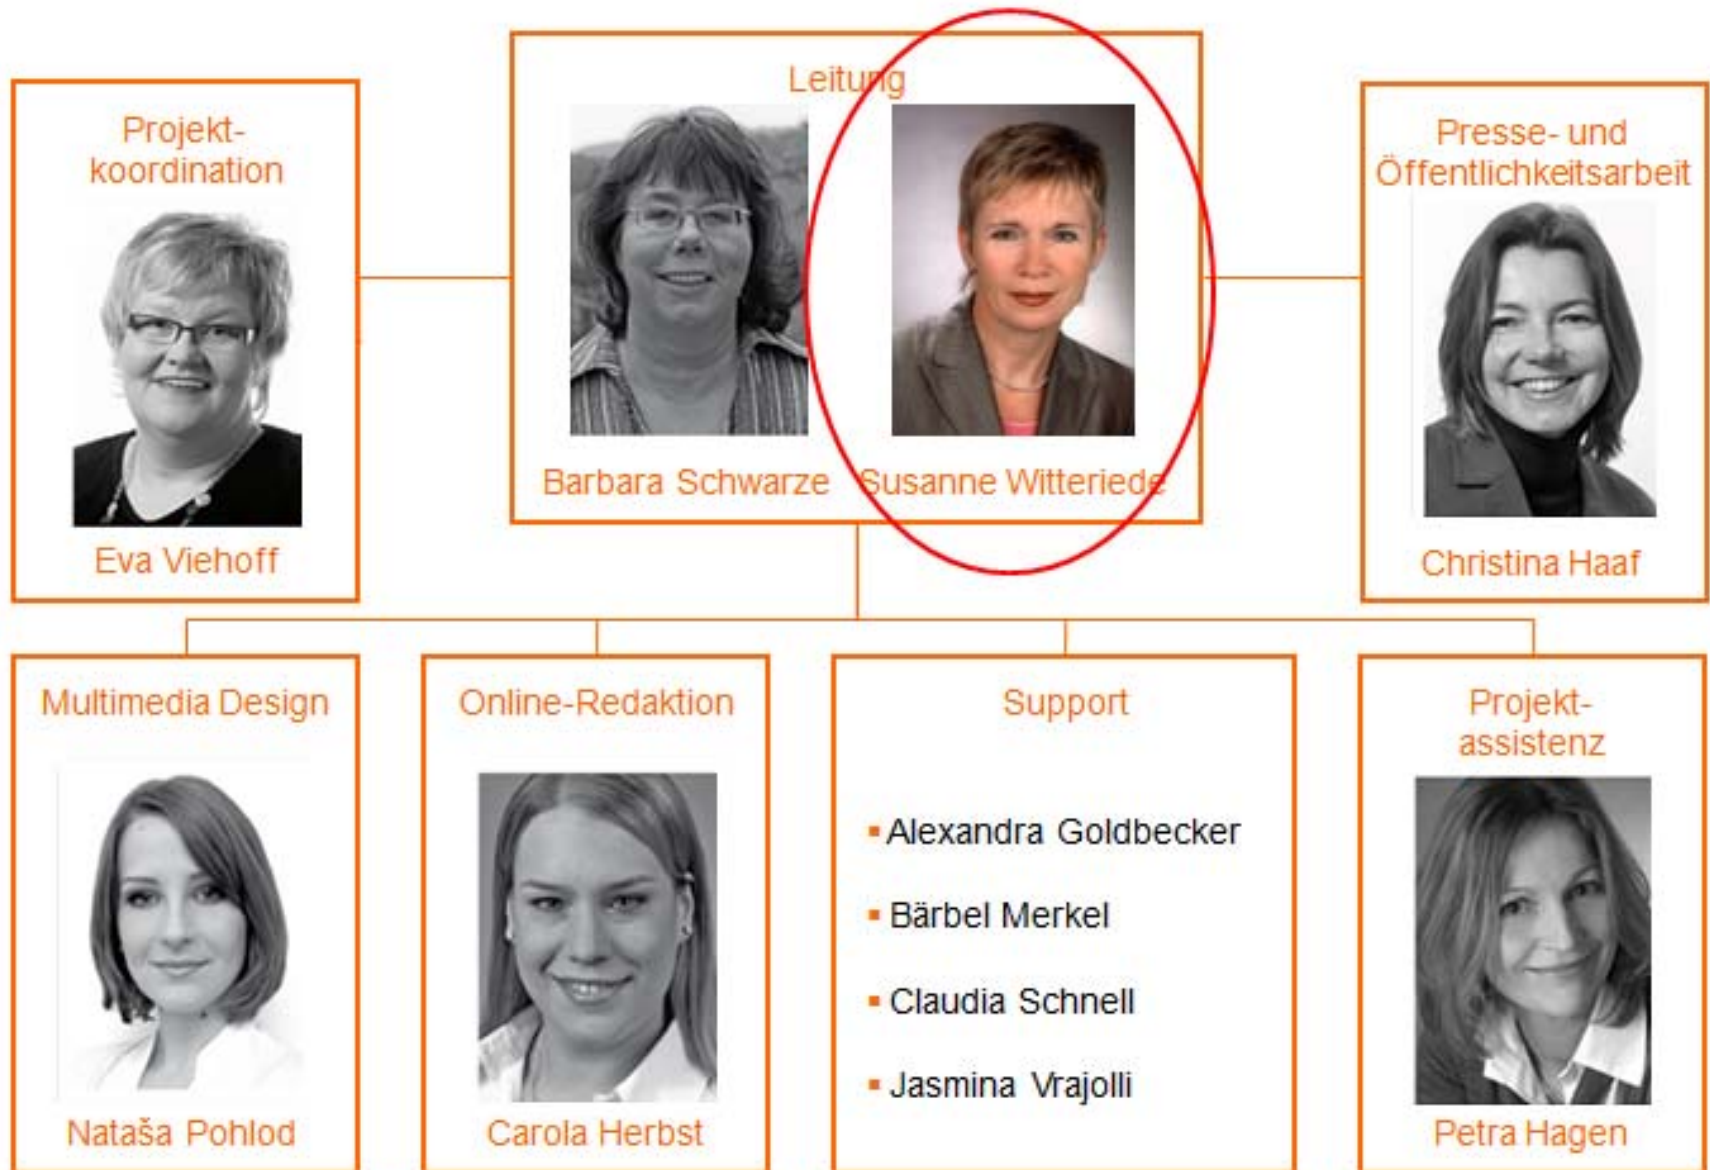 Leitung
Projekt-
koordination
Presse- und
Öffentlichkeitsarbeit
Barbara Schwarze
Susanne Witteriede
Eva Viehoff
Christina Haaf
Multimedia Design
Online-Redaktion
Support
Projekt-
assistenz
▪ Alexandra Goldbecker
▪ Bärbel Merkel
▪ Claudia Schnell
▪ Jasmina Vrajolli
Nataša Pohlod
Carola Herbst
Petra Hagen